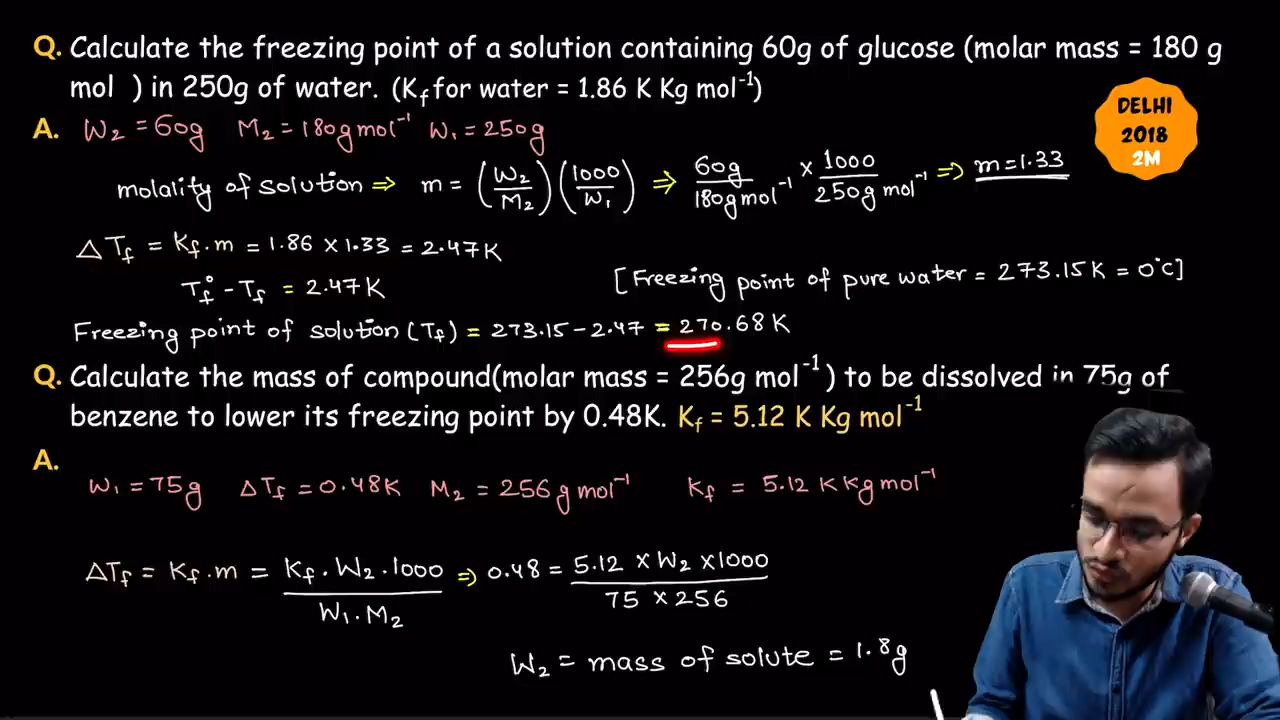 Q. Calculate the freezing point of a solution containing 60g of glucose (molar mass = 180 g
mol ) in 250g of water. (Kf for water = 1.86 K Kg mol⁻¹)
DELHI
2018
2M
A. W₂ = 60g M₂ = 180g mol⁻¹ W₁ = 250g
molality of solution ⇒ m = (W₂/M₂)(1000/W₁) ⇒ 60g/180g mol⁻¹ × 1000/250g mol⁻¹ ⇒ m = 1.33
ΔTf = Kf.m = 1.86 × 1.33 = 2.47K
Tf° - Tf = 2.47K [Freezing point of pure water = 273.15K = 0°C]
Freezing point of solution (Tf) = 273.15 - 2.47 = 270.68K
Q. Calculate the mass of compound(molar mass = 256g mol⁻¹) to be dissolved in 75g of
benzene to lower its freezing point by 0.48K. Kf = 5.12 K Kg mol⁻¹
A.
W₁ = 75g ΔTf = 0.48K M₂ = 256 g mol⁻¹ Kf = 5.12 K Kg mol⁻¹
ΔTf = Kf.m = Kf.W₂.1000/W₁.M₂ ⇒ 0.48 = 5.12 × W₂ × 1000/75 × 256
W₂ = mass of solute = 1.8g